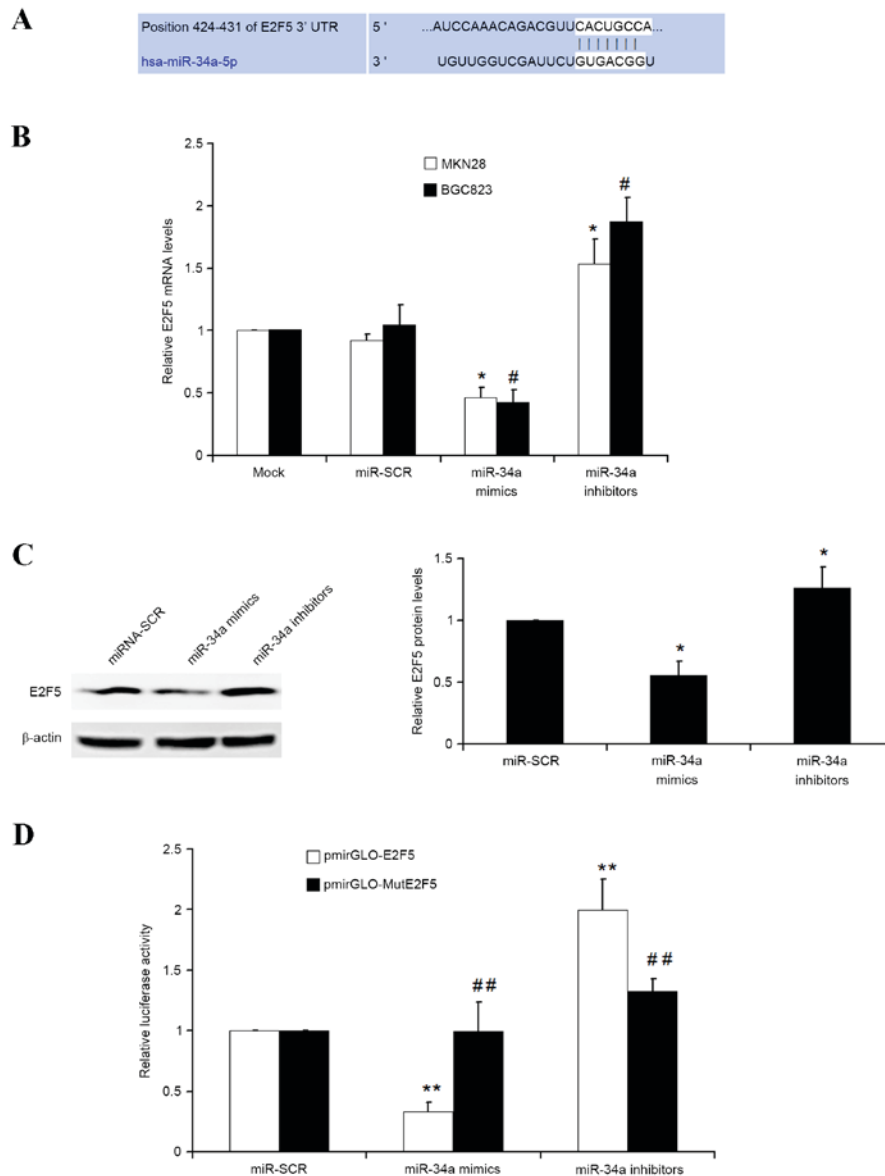 A
Position 424-431 of E2F5 3' UTR 5 ' ...AUCCAAACAGACGUUCACUGCCA...
hsa-miR-34a-5p 3 ' UGUUGGUCGAUUCUGUGACGGU
B
2.5
2
1.5
1
0.5
0
Relative E2F5 mRNA levels
MKN28
BGC823
* # * #
Mock miR-SCR miR-34a mimics miR-34a inhibitors
C
miRNA-SCR
miR-34a mimics
miR-34a inhibitors
E2F5
β-actin
Relative E2F5 protein levels
1.5
1
0.5
0
* *
miR-SCR miR-34a mimics miR-34a inhibitors
D
2.5
2
1.5
1
0.5
0
Relative luciferase activity
pmirGLO-E2F5
pmirGLO-MutE2F5
** ## ** ##
miR-SCR miR-34a mimics miR-34a inhibitors